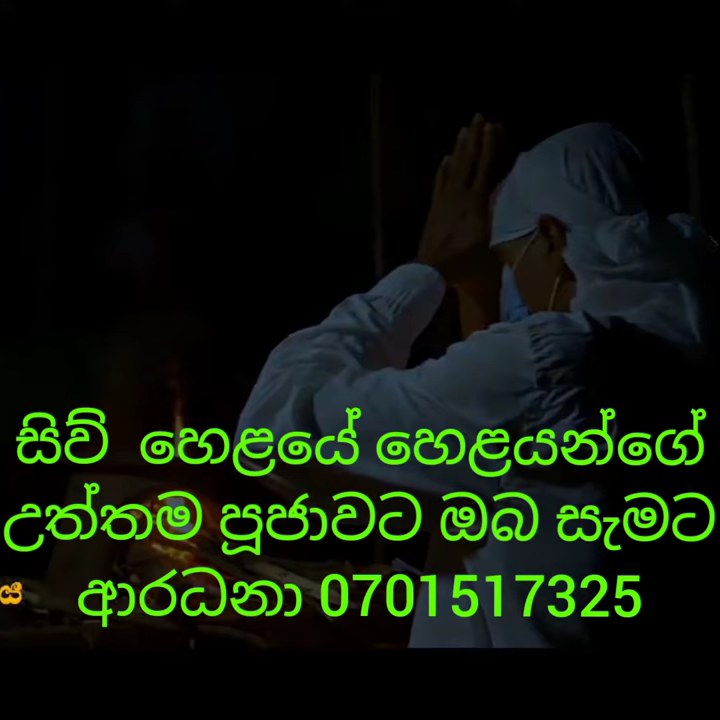 සිව්  හෙළයේ හෙළයන්ගේ
උත්තම පූජාවට ඔබ සැමට
ආරධනා 0701517325